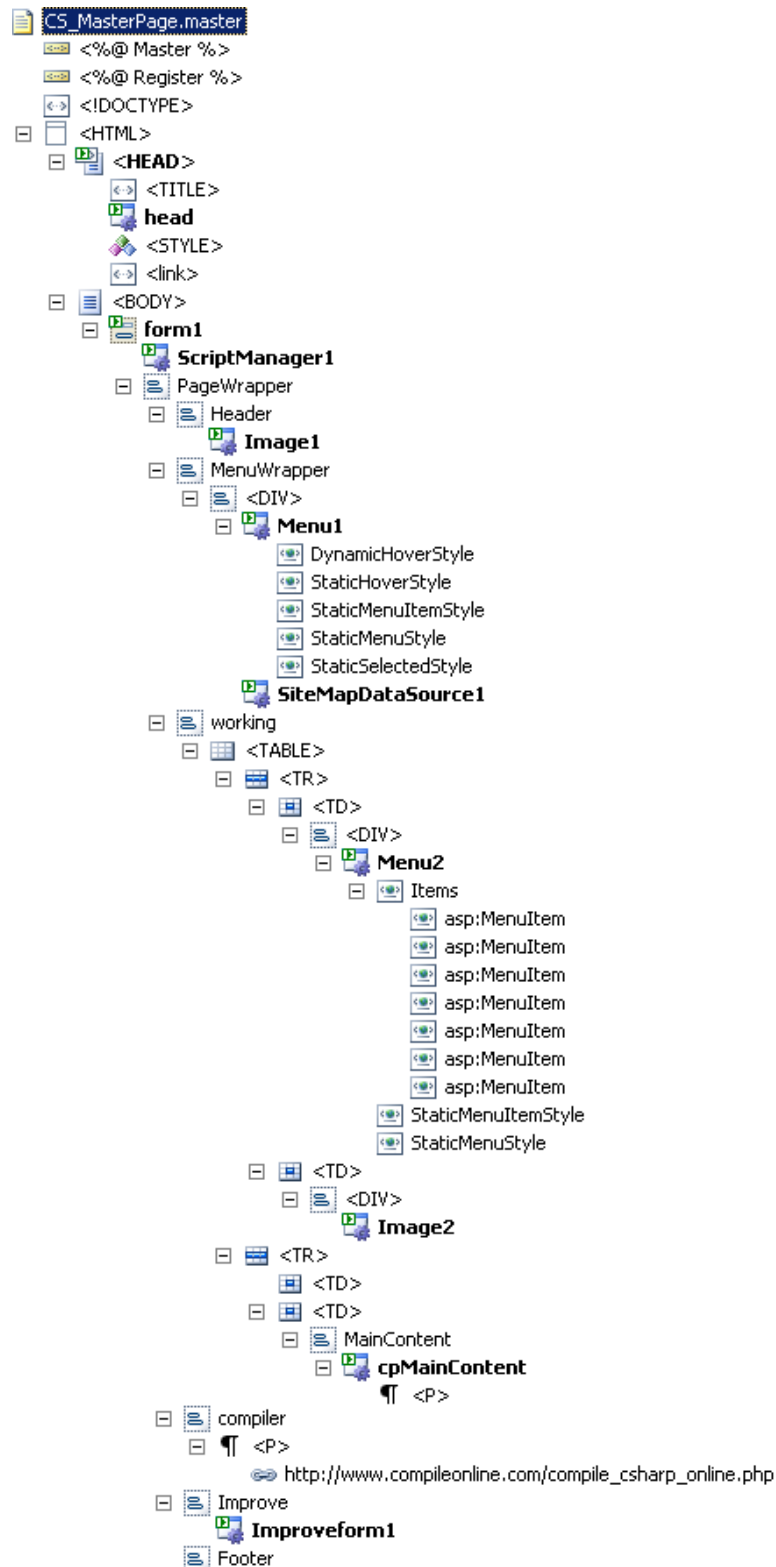 CS_MasterPage.master
<%@ Master %>
<%@ Register %>
<!DOCTYPE>
<HTML>
<HEAD>
<TITLE>
head
<STYLE>
<link>
<BODY>
form1
ScriptManager1
PageWrapper
Header
Image1
MenuWrapper
<DIV>
Menu1
DynamicHoverStyle
StaticHoverStyle
StaticMenuItemStyle
StaticMenuStyle
StaticSelectedStyle
SiteMapDataSource1
working
<TABLE>
<TR>
<TD>
<DIV>
Menu2
Items
asp:MenuItem
asp:MenuItem
asp:MenuItem
asp:MenuItem
asp:MenuItem
asp:MenuItem
asp:MenuItem
StaticMenuItemStyle
StaticMenuStyle
<TD>
<DIV>
Image2
<TR>
<TD>
<TD>
MainContent
cpMainContent
¶ <P>
compiler
¶ <P>
http://www.compileonline.com/compile_csharp_online.php
Improve
Improveform1
Footer